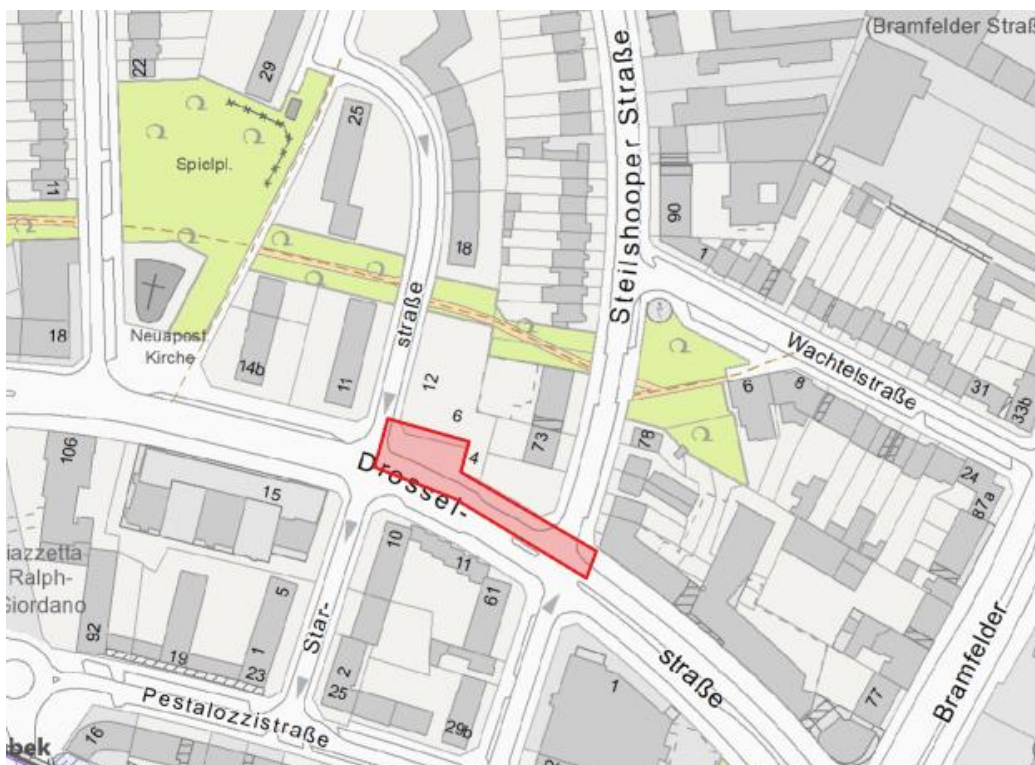 (Bramfelder Straß
22
29
25
Spielpl.
11
18
Neuapost.
Kirche
14b
11
straße
18
12
6
4
73
Steilshooper Straße
90
1
Wachtelstraße
6
8
31
33b
78
24
87a
106
15
Drossel-
iazzetta
Ralph-
Giordano
92
19
1
5
23
Star-
10
11
61
2
25
29b
Pestalozzistraße
16
bek
1
straße
77
Bramfelder